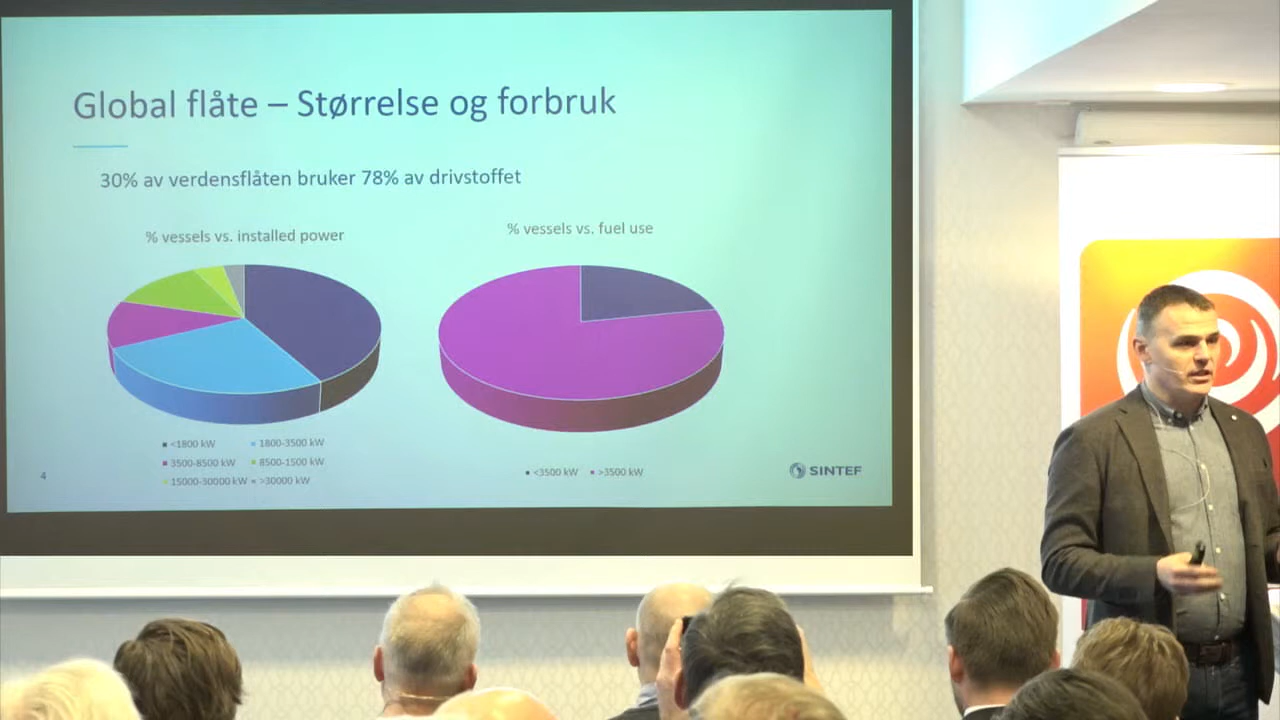 Global flåte – Størrelse og forbruk
30% av verdensflåten bruker 78% av drivstoffet
% vessels vs. installed power
% vessels vs. fuel use
<1800 kW
1800-3500 kW
3500-8500 kW
8500-1500 kW
15000-30000 kW
>30000 kW
<3500 kW
>3500 kW
4
SINTEF